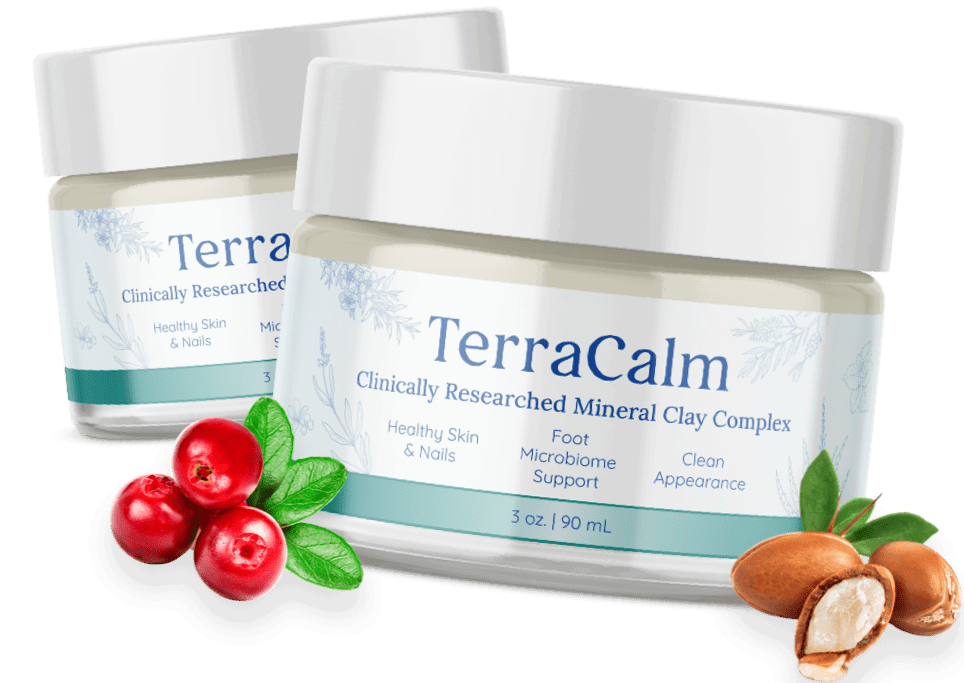 Terra
Clinically Researched
Healthy Skin
& Nails
3
TerraCalm
Clinically Researched Mineral Clay Complex
Healthy Skin
& Nails
Foot
Microbiome
Support
Clean
Appearance
3 oz. | 90 mL